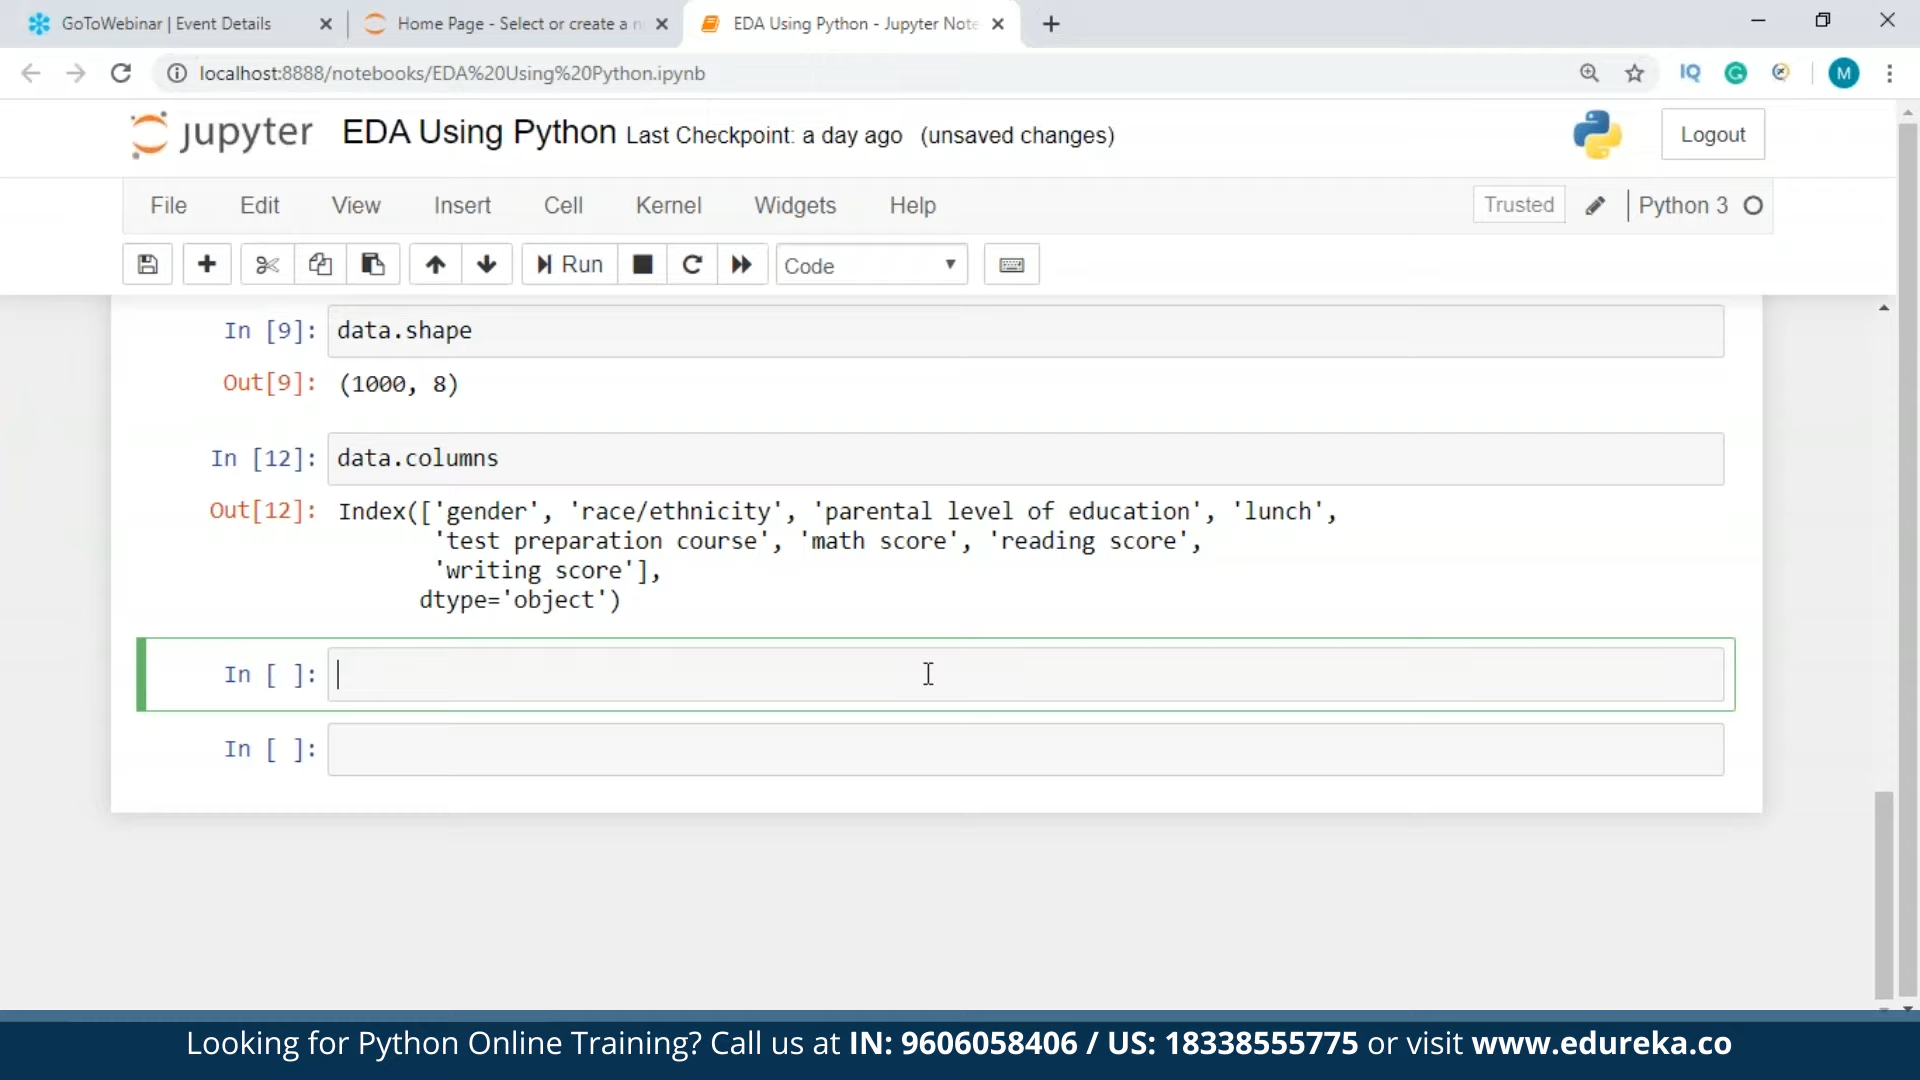 GoToWebinar | Event Details
Home Page - Select or create a n
EDA Using Python - Jupyter Note
localhost:8888/notebooks/EDA%20Using%20Python.ipynb
IQ
G
M
jupyter EDA Using Python Last Checkpoint: a day ago (unsaved changes)
Logout
File Edit View Insert Cell Kernel Widgets Help
Trusted
Python 3
Run
Code
In [9]: data.shape
Out[9]: (1000, 8)
In [12]: data.columns
Out[12]: Index(['gender', 'race/ethnicity', 'parental level of education', 'lunch',
'test preparation course', 'math score', 'reading score',
'writing score'],
dtype='object')
In [ ]:
In [ ]:
Looking for Python Online Training? Call us at IN: 9606058406 / US: 18338555775 or visit www.edureka.co